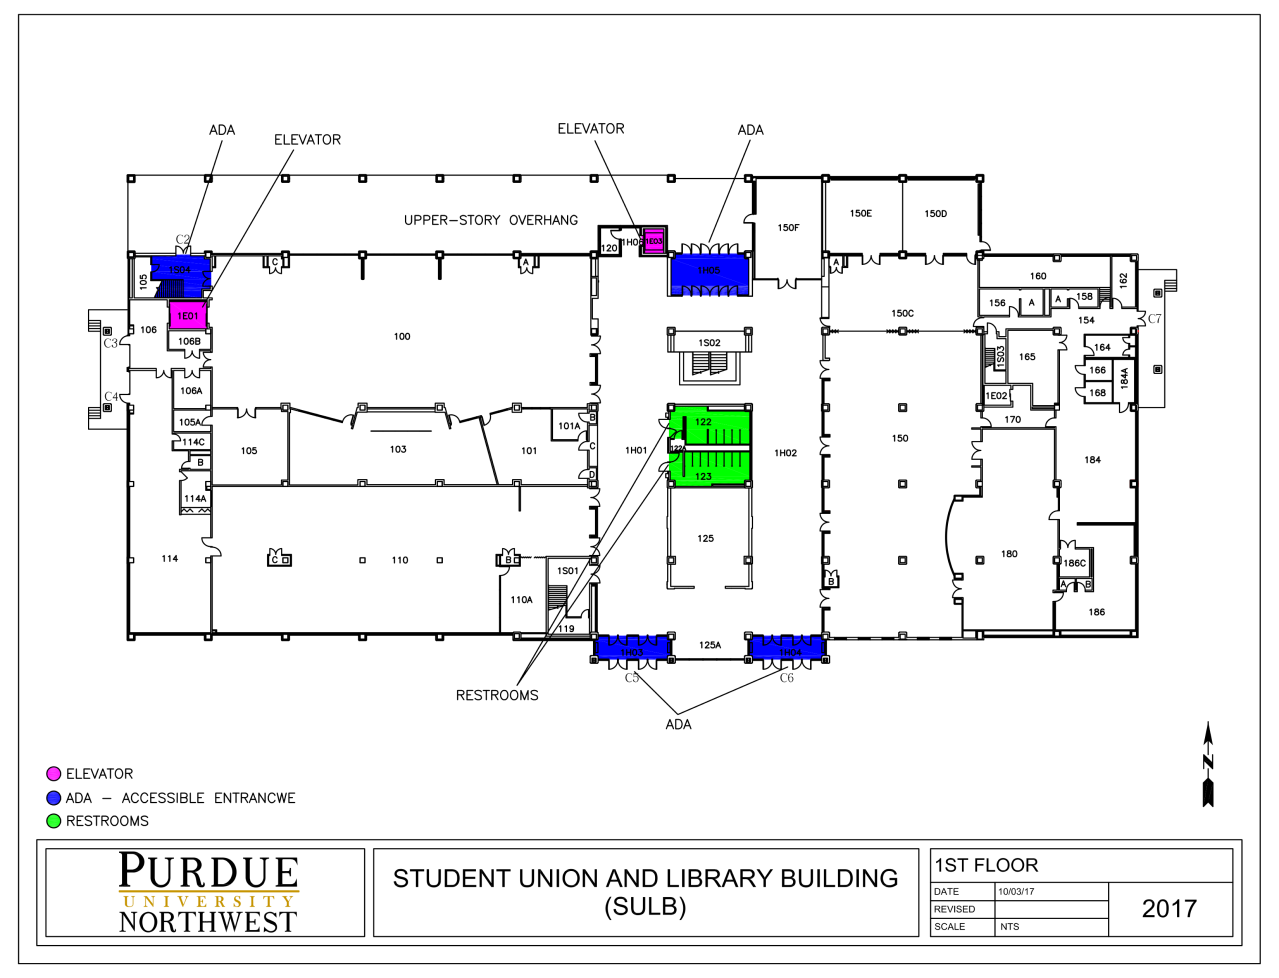 ADA
ELEVATOR
ELEVATOR
ADA
UPPER-STORY OVERHANG
C2
C
105
1S04
1E01
106
106B
C3
C4
106A
105A
114C
B
114A
114
100
A
120
1H06
1E03
1H05
150F
150E
150D
A
150C
160
162
156
A
A
158
154
C7
1S02
1S03
165
164
166
184A
168
1E02
170
105
103
101
101A
B
C
D
1H01
122
122A
123
1H02
150
184
C
110
B
110A
1S01
119
125
B
180
186C
A
B
186
125A
1H03
1H04
C5
C6
RESTROOMS
ADA
N
ELEVATOR
ADA - ACCESSIBLE ENTRANCWE
RESTROOMS
PURDUE
UNIVERSITY
NORTHWEST
STUDENT UNION AND LIBRARY BUILDING
(SULB)
1ST FLOOR
DATE 10/03/17
REVISED
SCALE NTS
2017